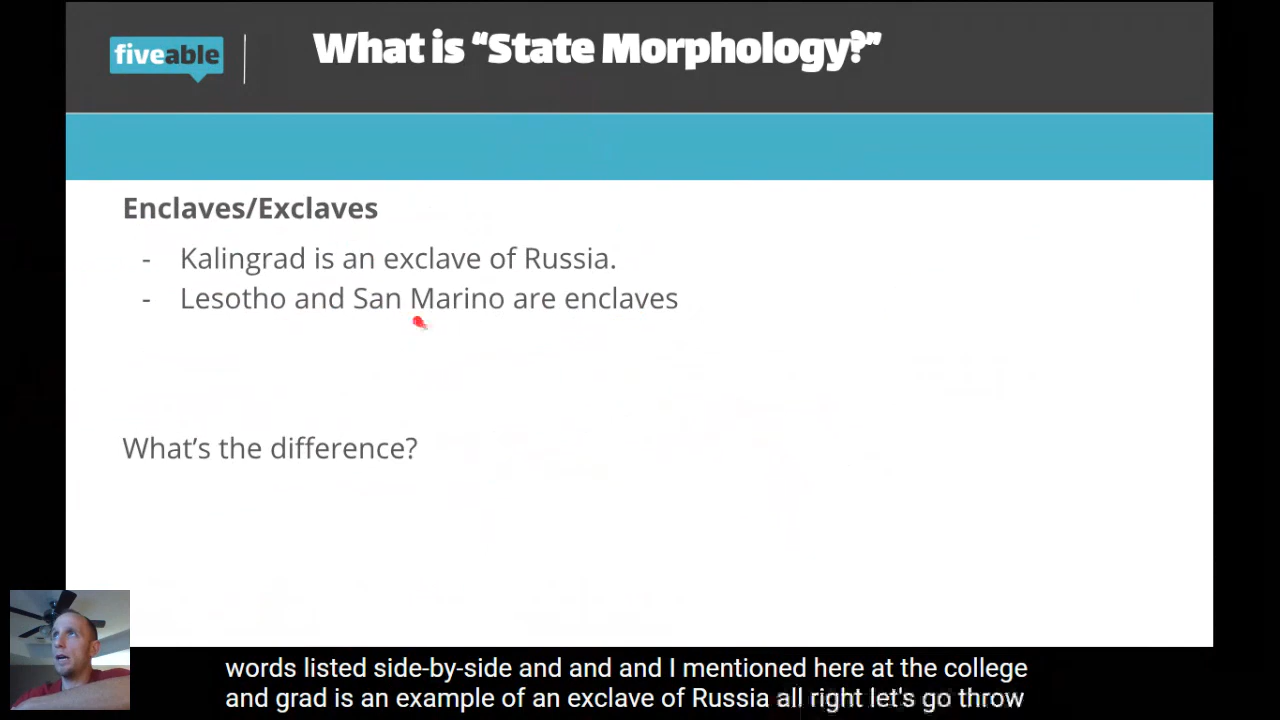 fiveable
What is “State Morphology?”
Enclaves/Exclaves
- Kalingrad is an exclave of Russia.
- Lesotho and San Marino are enclaves
What’s the difference?
words listed side-by-side and and and I mentioned here at the college
and grad is an example of an exclave of Russia all right let's go throw